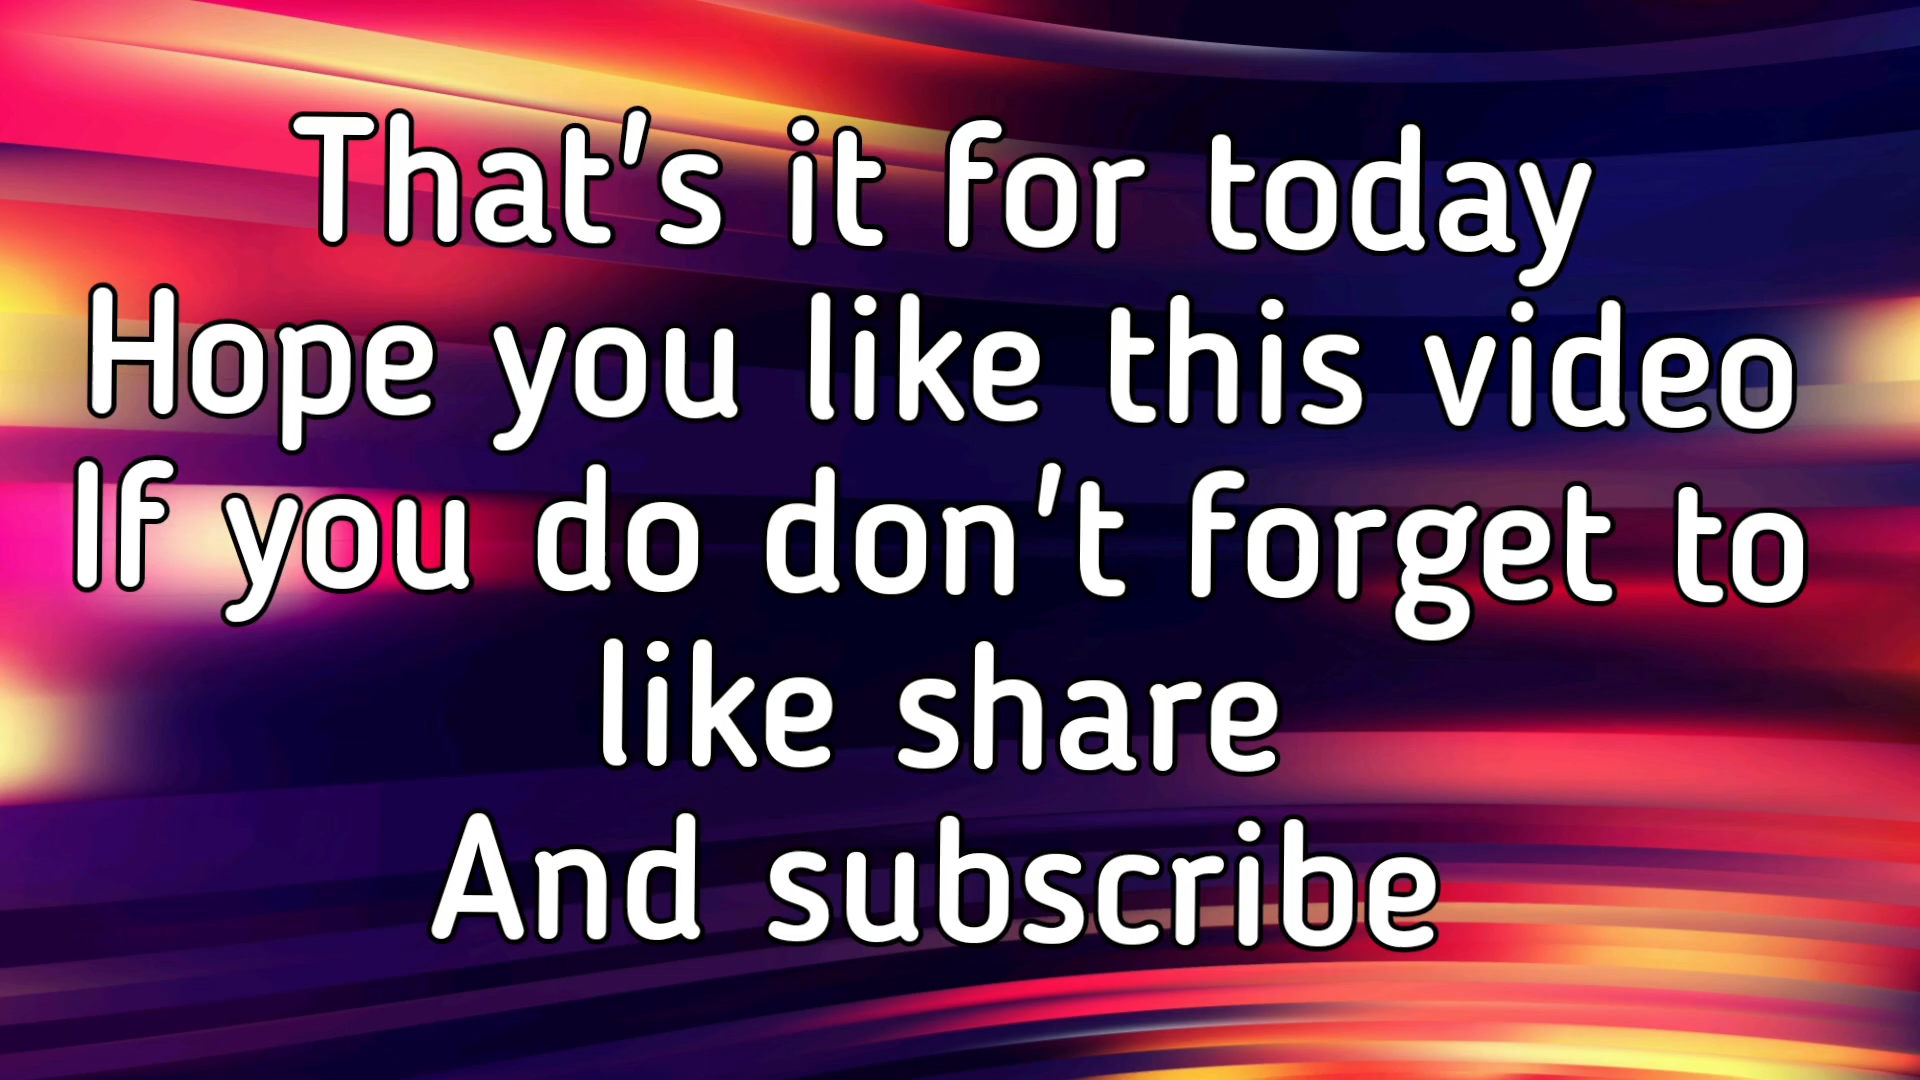 That's it for today
Hope you like this video
If you do don't forget to
like share
And subscribe